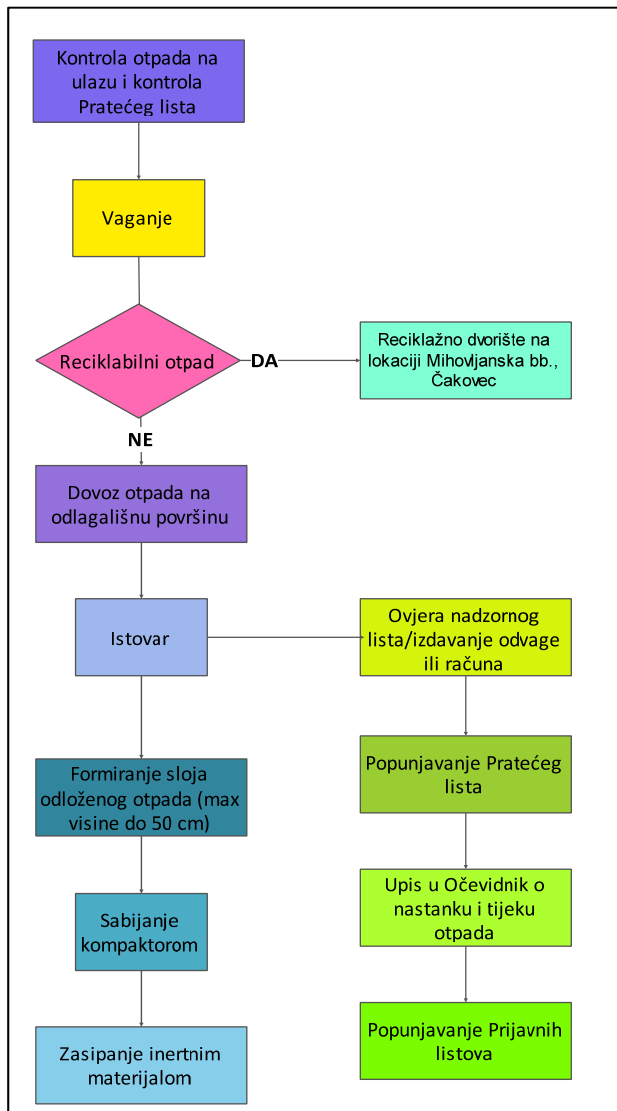 Kontrola otpada na
ulazu i kontrola
Pratećeg lista
Vaganje
Reciklabilni otpad
DA
Reciklažno dvorište na
lokaciji Mihovljanska bb.,
Čakovec
NE
Dovoz otpada na
odlagališnu površinu
Istovar
Ovjera nadzornog
lista/izdavanje odvage
ili računa
Formiranje sloja
odloženog otpada (max
visine do 50 cm)
Popunjavanje Pratećeg
lista
Sabijanje
kompaktorom
Upis u Očevidnik o
nastanku i tijeku
otpada
Zasipanje inertnim
materijalom
Popunjavanje Prijavnih
listova